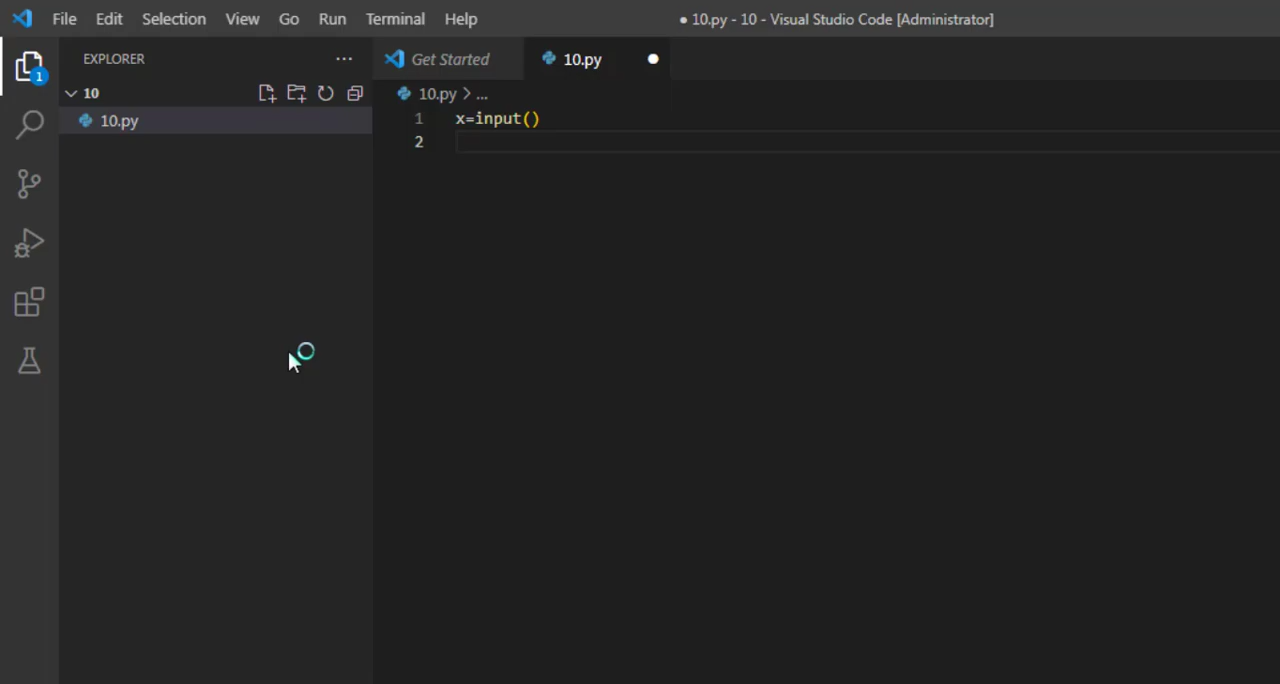 File Edit Selection View Go Run Terminal Help ● 10.py - 10 - Visual Studio Code [Administrator]
EXPLORER ...
Get Started 10.py ●
1
10
10.py > ...
10.py
1 x=input()
2